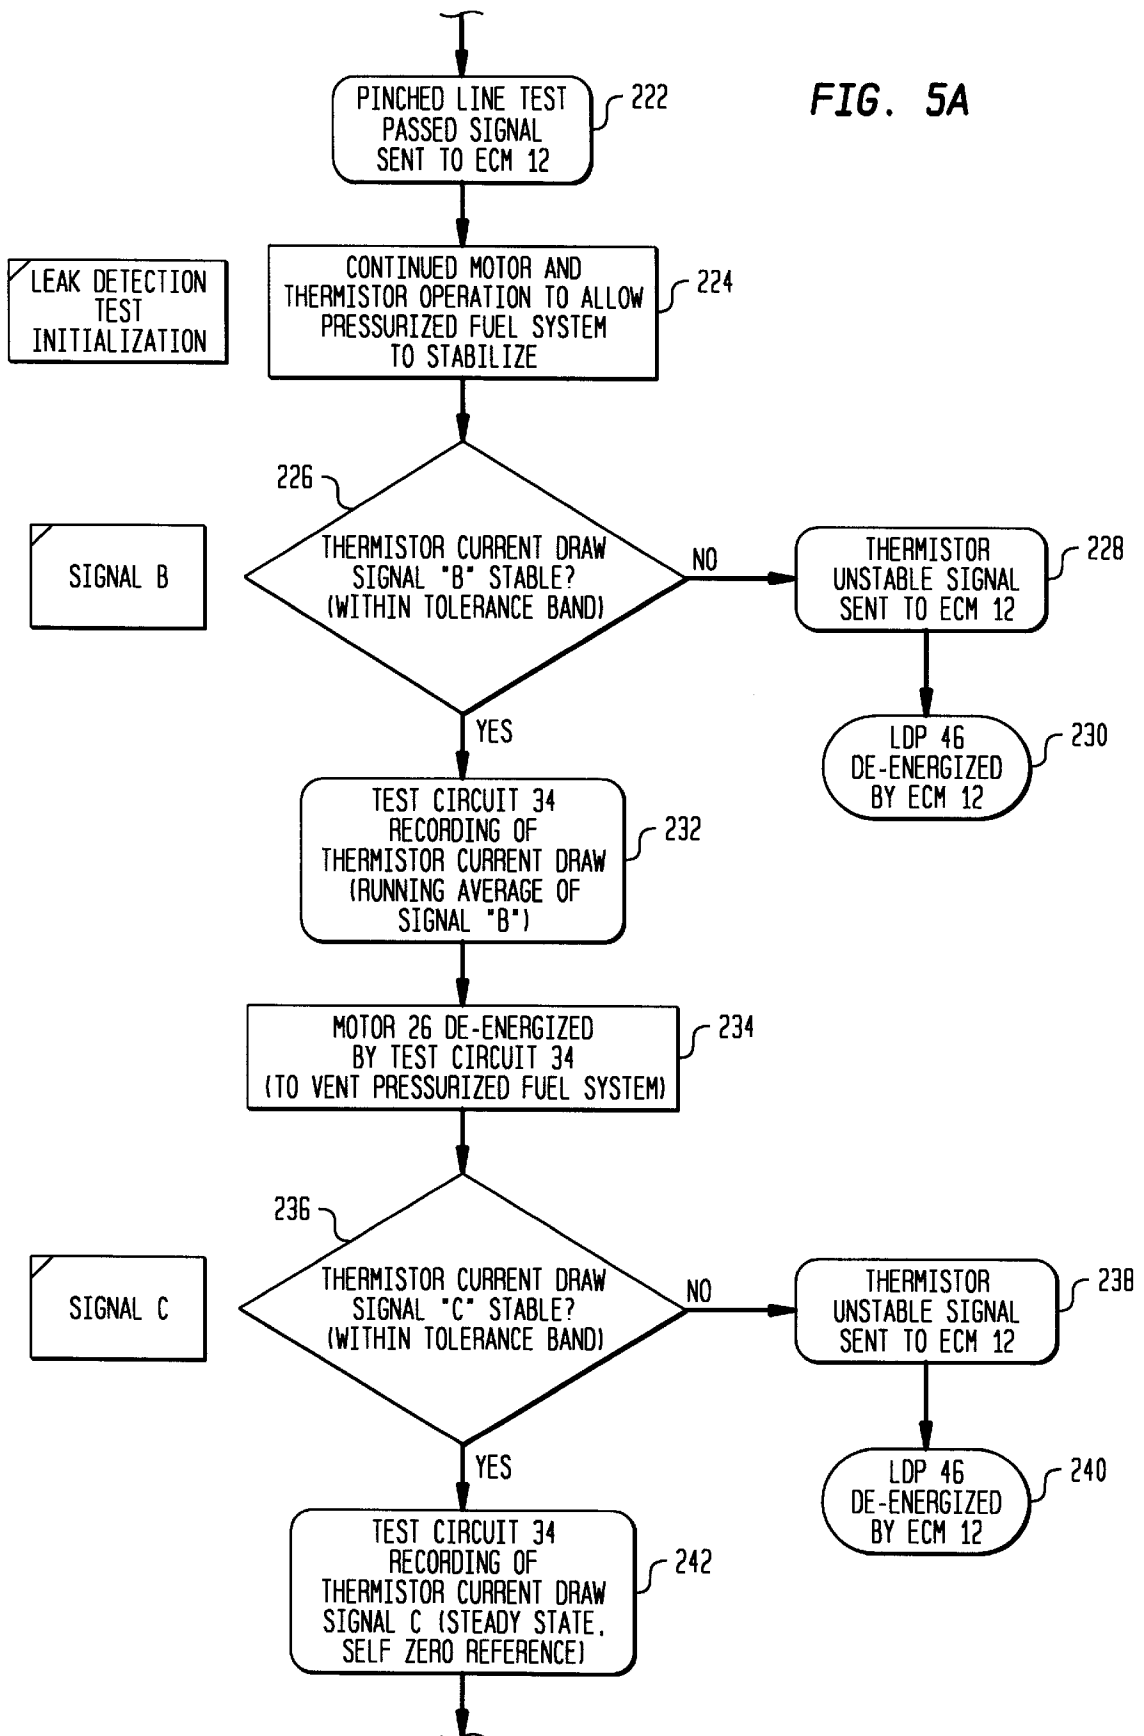 FIG. 5A
PINCHED LINE TEST
PASSED SIGNAL
SENT TO ECM 12
222
LEAK DETECTION
TEST
INITIALIZATION
CONTINUED MOTOR AND
THERMISTOR OPERATION TO ALLOW
PRESSURIZED FUEL SYSTEM
TO STABILIZE
224
226
SIGNAL B
THERMISTOR CURRENT DRAW
SIGNAL "B" STABLE?
(WITHIN TOLERANCE BAND)
NO
THERMISTOR
UNSTABLE SIGNAL
SENT TO ECM 12
228
YES
LDP 46
DE-ENERGIZED
BY ECM 12
230
TEST CIRCUIT 34
RECORDING OF
THERMISTOR CURRENT DRAW
(RUNNING AVERAGE OF
SIGNAL "B")
232
MOTOR 26 DE-ENERGIZED
BY TEST CIRCUIT 34
(TO VENT PRESSURIZED FUEL SYSTEM)
234
236
SIGNAL C
THERMISTOR CURRENT DRAW
SIGNAL "C" STABLE?
(WITHIN TOLERANCE BAND)
NO
THERMISTOR
UNSTABLE SIGNAL
SENT TO ECM 12
238
YES
LDP 46
DE-ENERGIZED
BY ECM 12
240
TEST CIRCUIT 34
RECORDING OF
THERMISTOR CURRENT DRAW
SIGNAL C (STEADY STATE,
SELF ZERO REFERENCE)
242